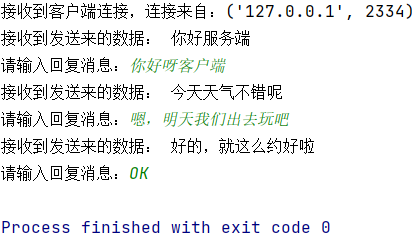 接收到客户端连接，连接来自：('127.0.0.1', 2334)
接收到发送来的数据： 你好服务端
请输入回复消息：你好呀客户端
接收到发送来的数据： 今天天气不错呢
请输入回复消息：嗯，明天我们出去玩吧
接收到发送来的数据： 好的，就这么约好啦
请输入回复消息：OK
Process finished with exit code 0